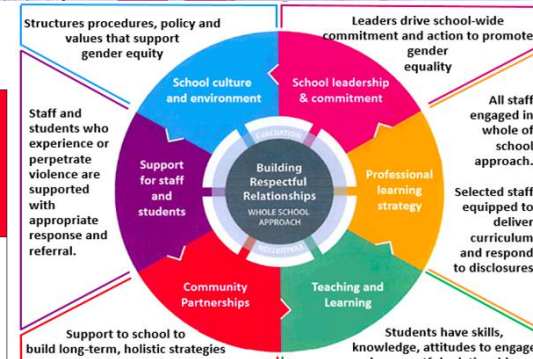 Structures procedures, policy and
values that support
gender equity
Leaders drive school-wide
commitment and action to promote
gender
equality
School culture
and environment
School leadership
& commitment
Staff and
students who
experience or
perpetrate
violence are
supported
with
appropriate
response and
referral.
Support
for staff
and
students
EVALUATION
Building
Respectful
Relationships
WHOLE SCHOOL
APPROACH
EVALUATION
Professional
learning
strategy
All staff
engaged in
whole of
school
approach.
Selected staff
equipped to
deliver
curriculum
and respond
to disclosures
Community
Partnerships
Teaching and
Learning
Support to school to
build long-term, holistic strategies
Students have skills,
knowledge, attitudes to engage